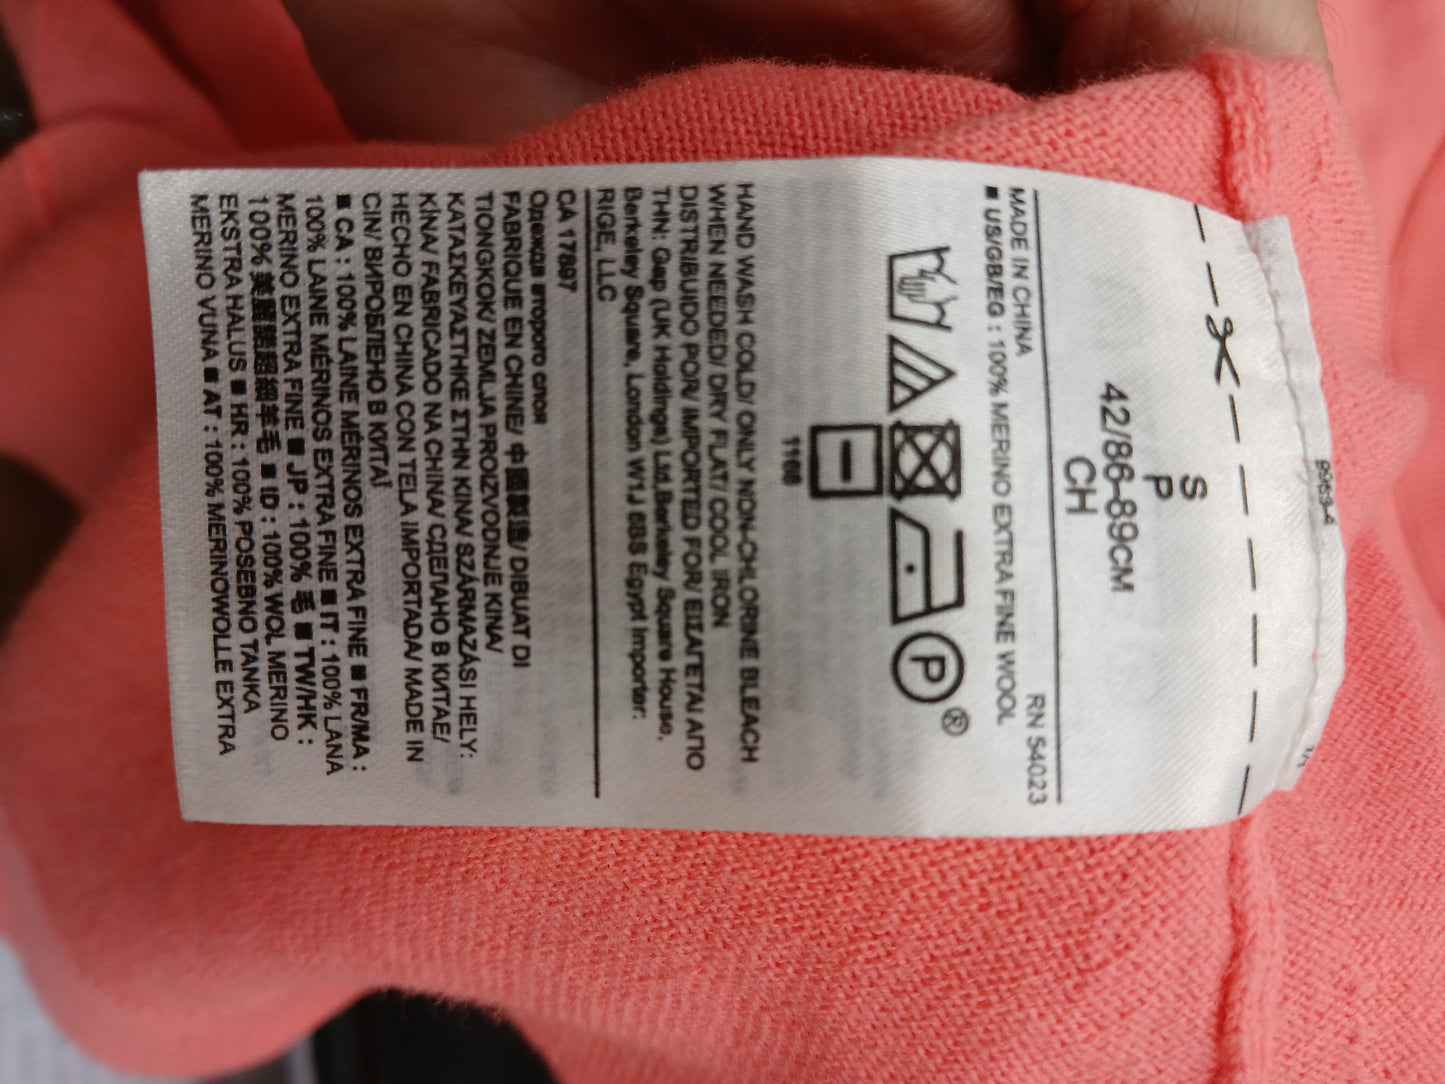 S
P
42/86-89CM
CH
RN 54023
MADE IN CHINA
■ US/GB/EG : 100% MERINO EXTRA FINE WOOL
P
®
1168
HAND WASH COLD/ ONLY NON-CHLORINE BLEACH
WHEN NEEDED/ DRY FLAT/ COOL IRON
DISTRIBUIDO POR/ IMPORTED FOR/ ΕΙΣΑΓΕΤΑΙ ΑΠΟ
THN: Gap (UK Holdings) Ltd,Berkeley Square House,
Berkeley Square, London W1J 6BS Egypt Importer:
RIGE, LLC
CA 17897
Одежда второго слоя
FABRIQUE EN CHINE/ 中國製造/ DIBUAT DI
TIONGKOK/ ZEMLJA PROIZVODNJE KINA/
ΚΑΤΑΣΚΕΥΑΣΤΗΚΕ ΣΤΗΝ ΚΙΝΑ/ SZÁRMAZÁSI HELY:
KÍNA/ FABRICADO NA CHINA/ СДЕЛАНО В КИТАЕ/
HECHO EN CHINA CON TELA IMPORTADA/ MADE IN
CIN/ ВИРОБЛЕНО В КИТАЇ
■ CA : 100% LAINE MÉRINOS EXTRA FINE ■ FR/MA :
100% LAINE MÉRINOS EXTRA FINE ■ IT : 100% LANA
MERINO EXTRA FINE ■ JP : 100% 毛 ■ TW/HK :
100% 美麗諾超細羊毛 ■ ID : 100% WOL MERINO
EKSTRA HALUS ■ HR : 100% POSEBNO TANKA
MERINO VUNA ■ AT : 100% MERINOWOLLE EXTRA